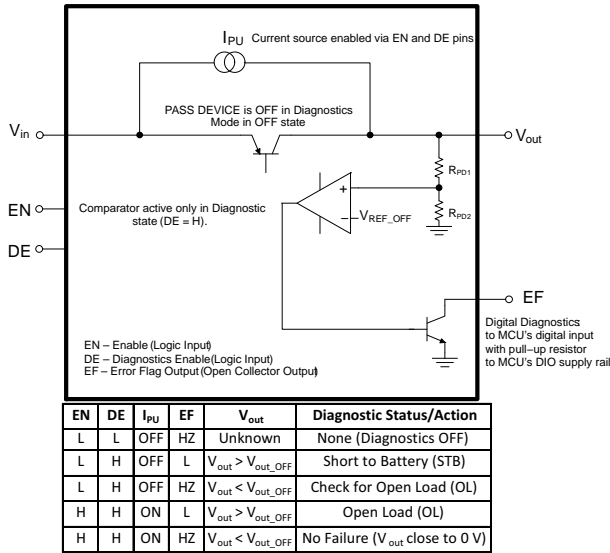 I_PU Current source enabled via EN and DE pins
PASS DEVICE is OFF in Diagnostics
Mode in OFF state
V_in
V_out
R_PD1
EN
Comparator active only in Diagnostic
state (DE = H).
+
−
V_REF_OFF
R_PD2
DE
EF
Digital Diagnostics
to MCU's digital input
with pull–up resistor
to MCU's DIO supply rail
EN – Enable (Logic Input)
DE – Diagnostics Enable (Logic Input)
EF – Error Flag Output (Open Collector Output)
EN DE I_PU EF V_out Diagnostic Status/Action
L L OFF HZ Unknown None (Diagnostics OFF)
L H OFF L V_out > V_out_OFF Short to Battery (STB)
L H OFF HZ V_out < V_out_OFF Check for Open Load (OL)
H H ON L V_out > V_out_OFF Open Load (OL)
H H ON HZ V_out < V_out_OFF No Failure (V_out close to 0 V)